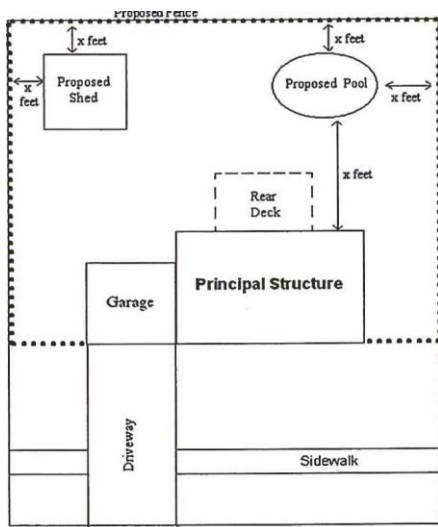 Proposed Fence
x feet
x feet
Proposed Pool
Proposed
Shed
x
feet
x
feet
x feet
Rear
Deck
Principal Structure
Garage
Driveway
Sidewalk